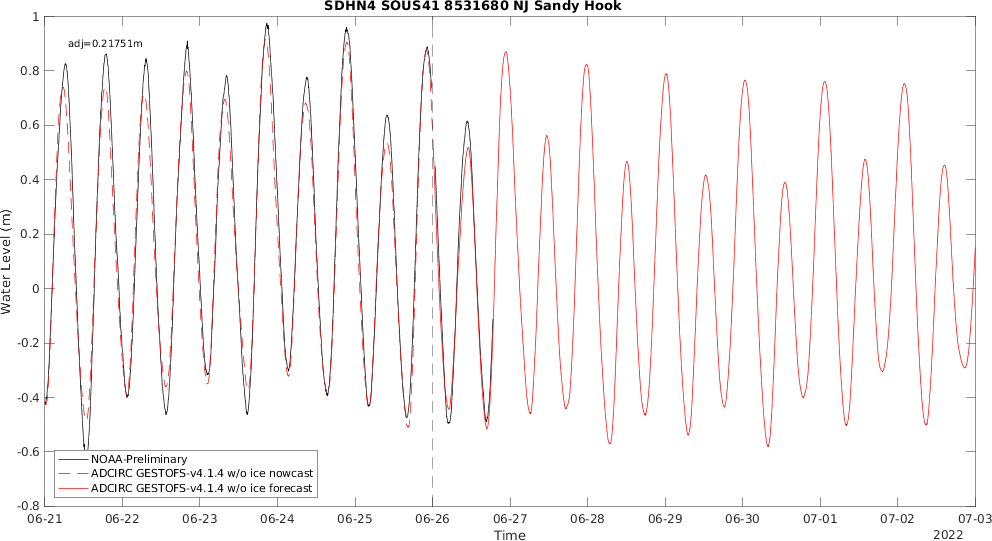 SDHN4 SOUS41 8531680 NJ Sandy Hook
adj=0.21751m
1
0.8
0.6
0.4
0.2
0
-0.2
-0.4
-0.6
-0.8
Water Level (m)
NOAA-Preliminary
ADCIRC GESTOFS-v4.1.4 w/o ice nowcast
ADCIRC GESTOFS-v4.1.4 w/o ice forecast
06-21 06-22 06-23 06-24 06-25 06-26 06-27 06-28 06-29 06-30 07-01 07-02 07-03
Time
2022